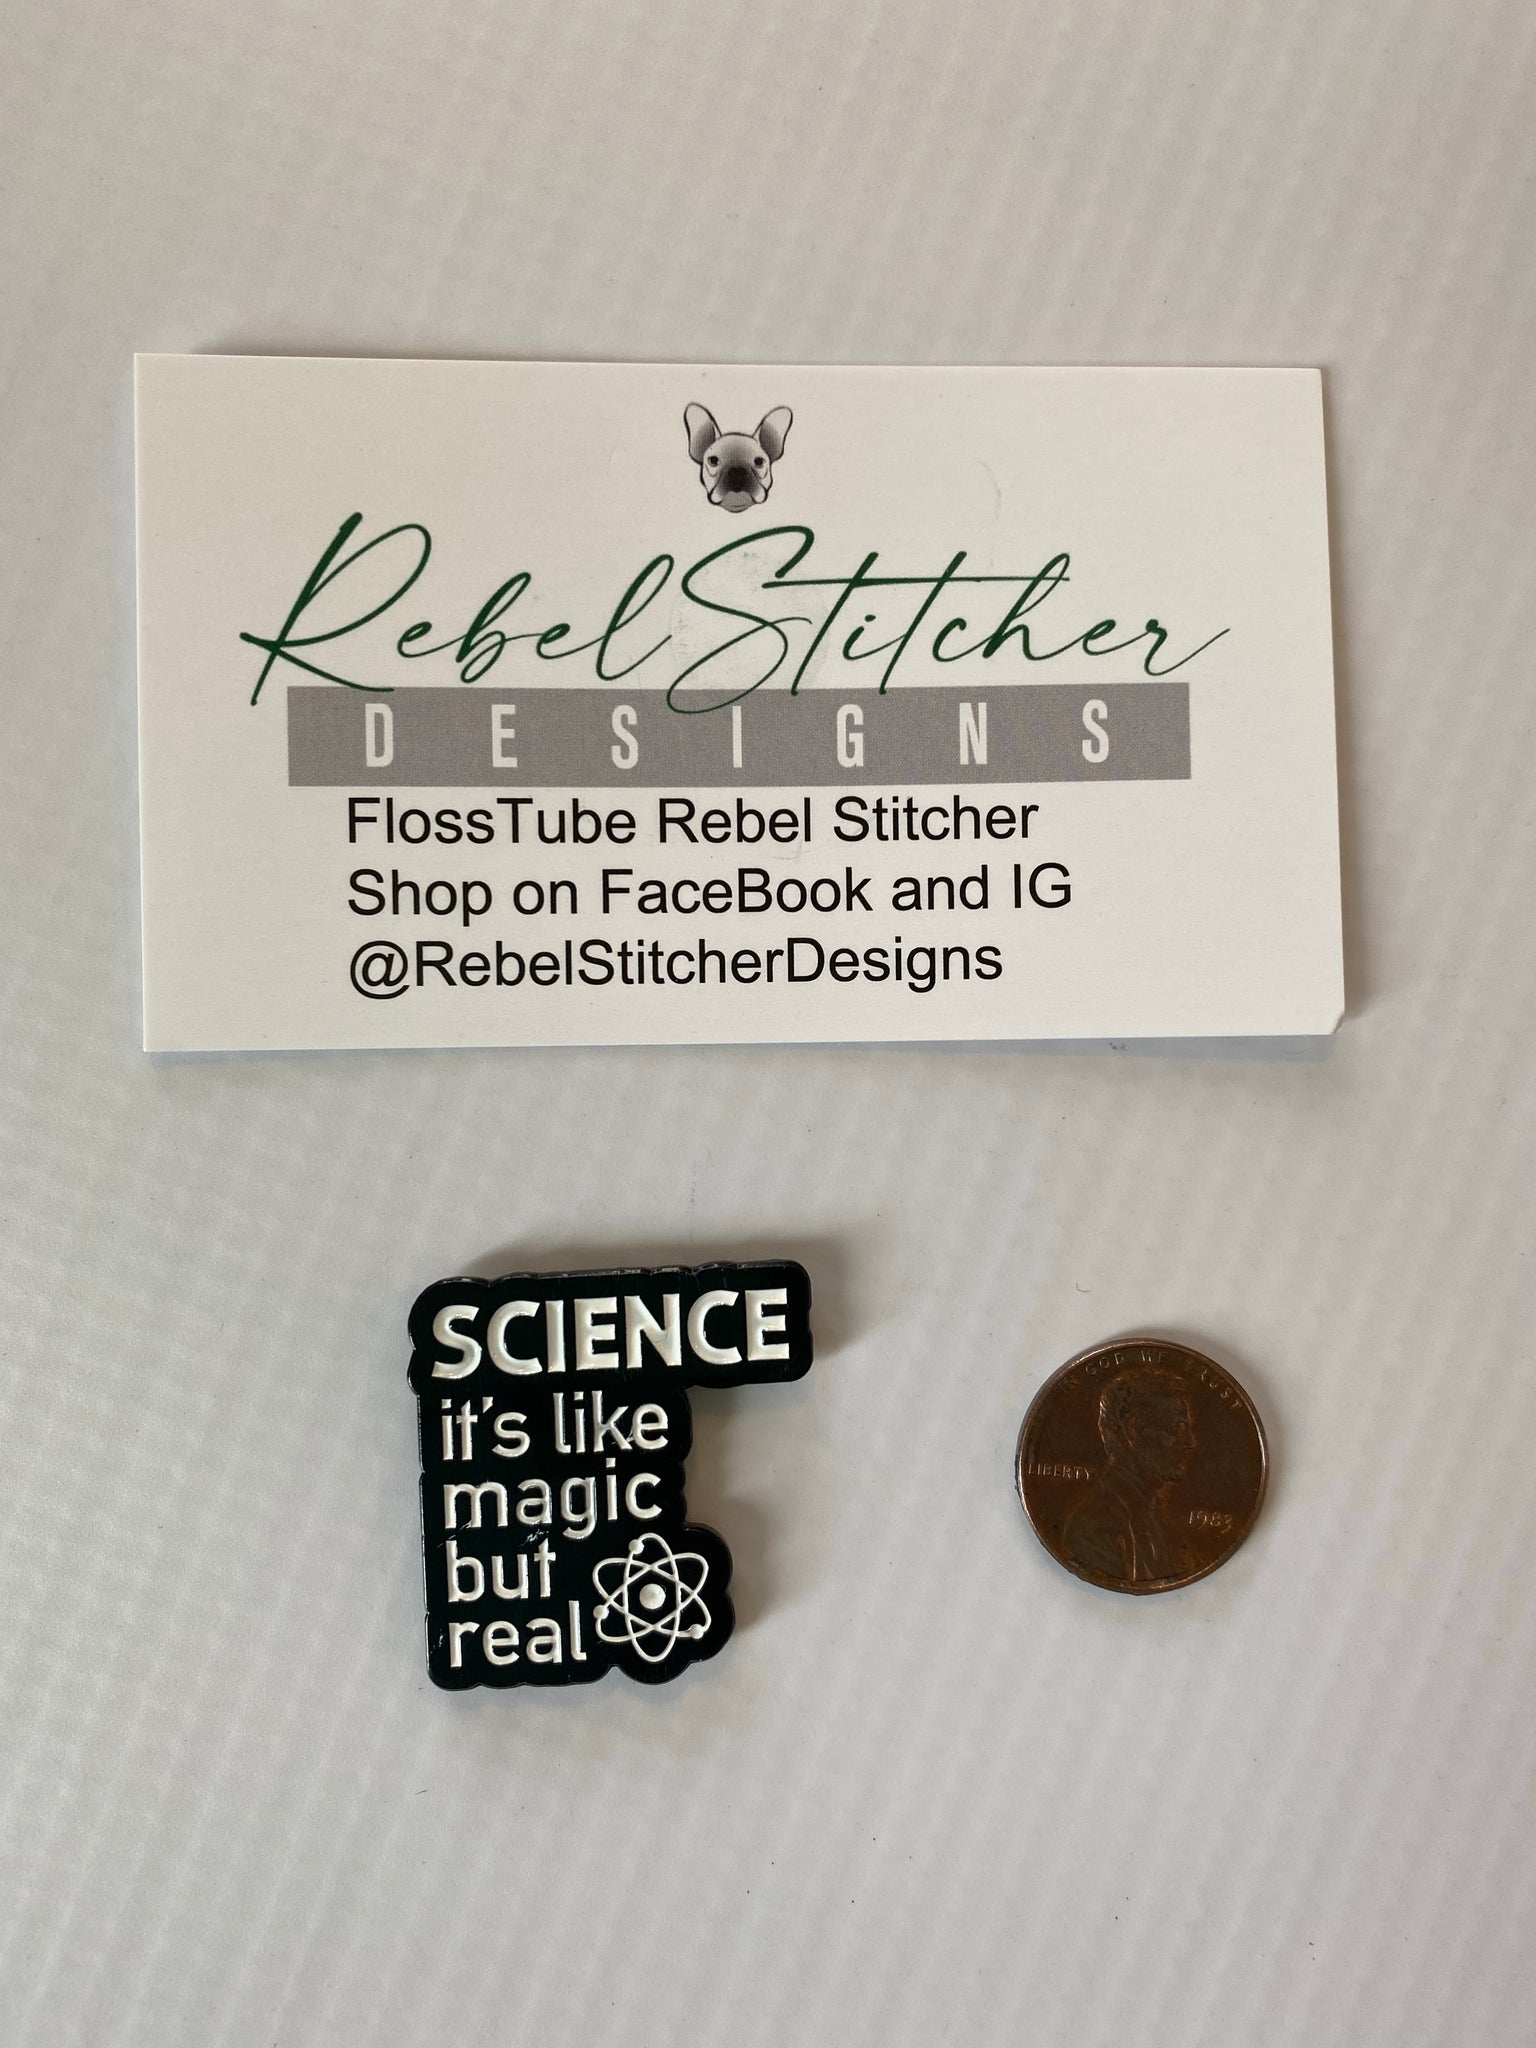 RebelStitcher
DESIGNS
FlossTube Rebel Stitcher
Shop on FaceBook and IG
@RebelStitcherDesigns
SCIENCE
it's like
magic
but
real
IN GOD WE TRUST
LIBERTY
1983